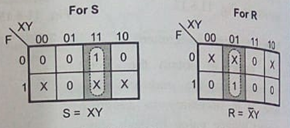 For S
For R
XY
F 00 01 11 10
0 0 0 1 0
1 X 0 X X
S = XY
XY
F 00 01 11 10
0 X X 0 X
1 0 1 0 0
R = X̅Y